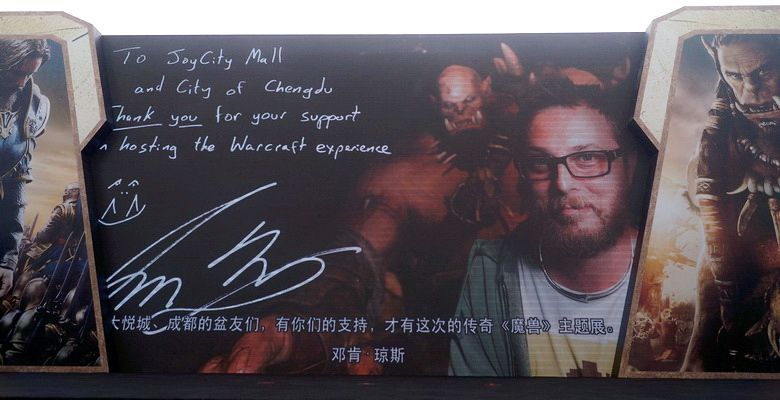 To JoyCity Mall
and City of Chengdu
Thank you for your support
hosting the Warcraft experience
大悦城、成都的盆友们，有你们的支持，才有这次的传奇《魔兽》主题展。
邓肯·琼斯